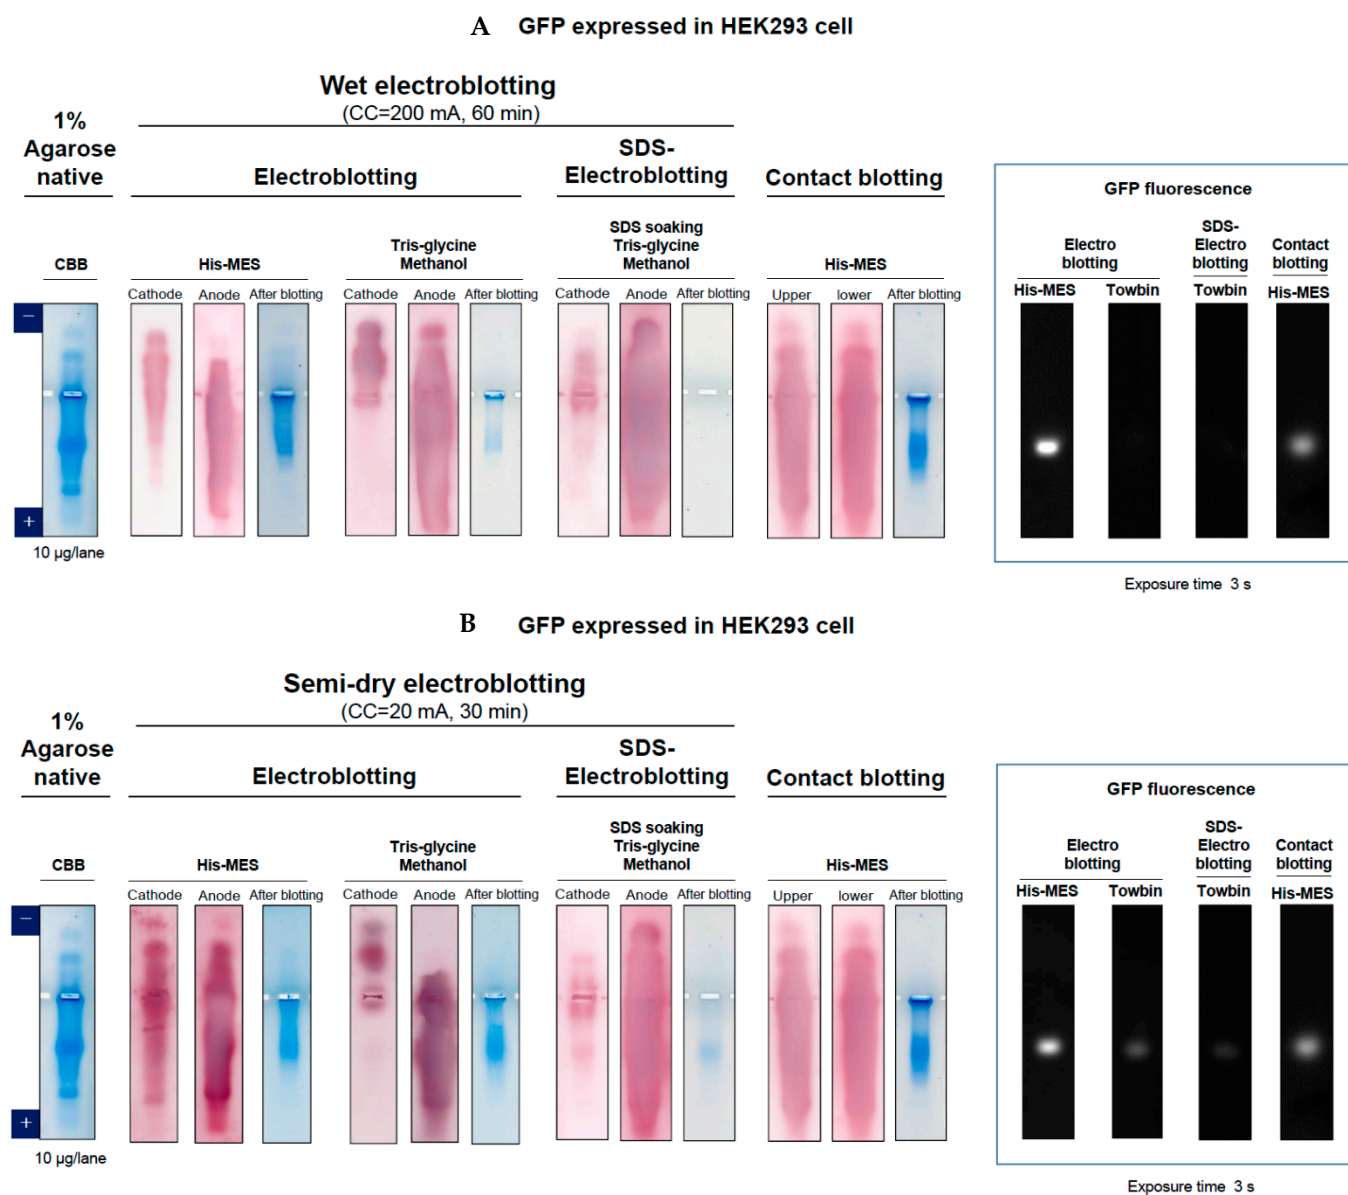 A GFP expressed in HEK293 cell
Wet electroblotting
(CC=200 mA, 60 min)
1%
Agarose
native
Electroblotting
SDS-
Electroblotting
Contact blotting
CBB
His-MES
Tris-glycine
Methanol
SDS soaking
Tris-glycine
Methanol
His-MES
Cathode Anode After blotting
Cathode Anode After blotting
Cathode Anode After blotting
Upper lower After blotting
−
+
10 µg/lane
GFP fluorescence
Electro
blotting
SDS-
Electro
blotting
Contact
blotting
His-MES Towbin Towbin His-MES
Exposure time 3 s
B GFP expressed in HEK293 cell
Semi-dry electroblotting
(CC=20 mA, 30 min)
1%
Agarose
native
Electroblotting
SDS-
Electroblotting
Contact blotting
CBB
His-MES
Tris-glycine
Methanol
SDS soaking
Tris-glycine
Methanol
His-MES
Cathode Anode After blotting
Cathode Anode After blotting
Cathode Anode After blotting
Upper lower After blotting
−
+
10 µg/lane
GFP fluorescence
Electro
blotting
SDS-
Electro
blotting
Contact
blotting
His-MES Towbin Towbin His-MES
Exposure time 3 s